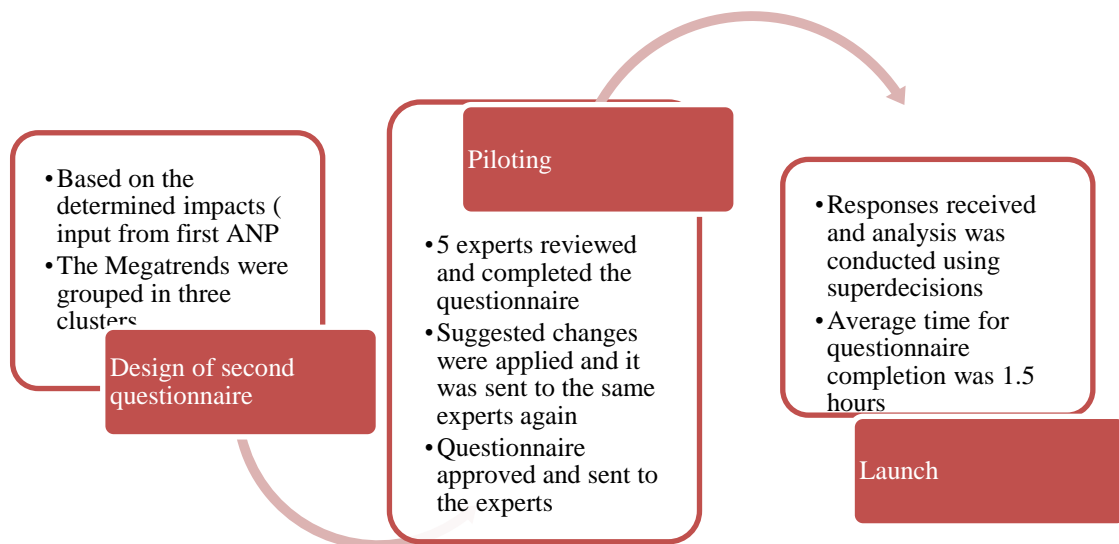 •Based on the
determined impacts (
input from first ANP
•The Megatrends were
grouped in three
clusters
Design of second
questionnaire
Piloting
•5 experts reviewed
and completed the
questionnaire
•Suggested changes
were applied and it
was sent to the same
experts again
•Questionnaire
approved and sent to
the experts
•Responses received
and analysis was
conducted using
superdecisions
•Average time for
questionnaire
completion was 1.5
hours
Launch